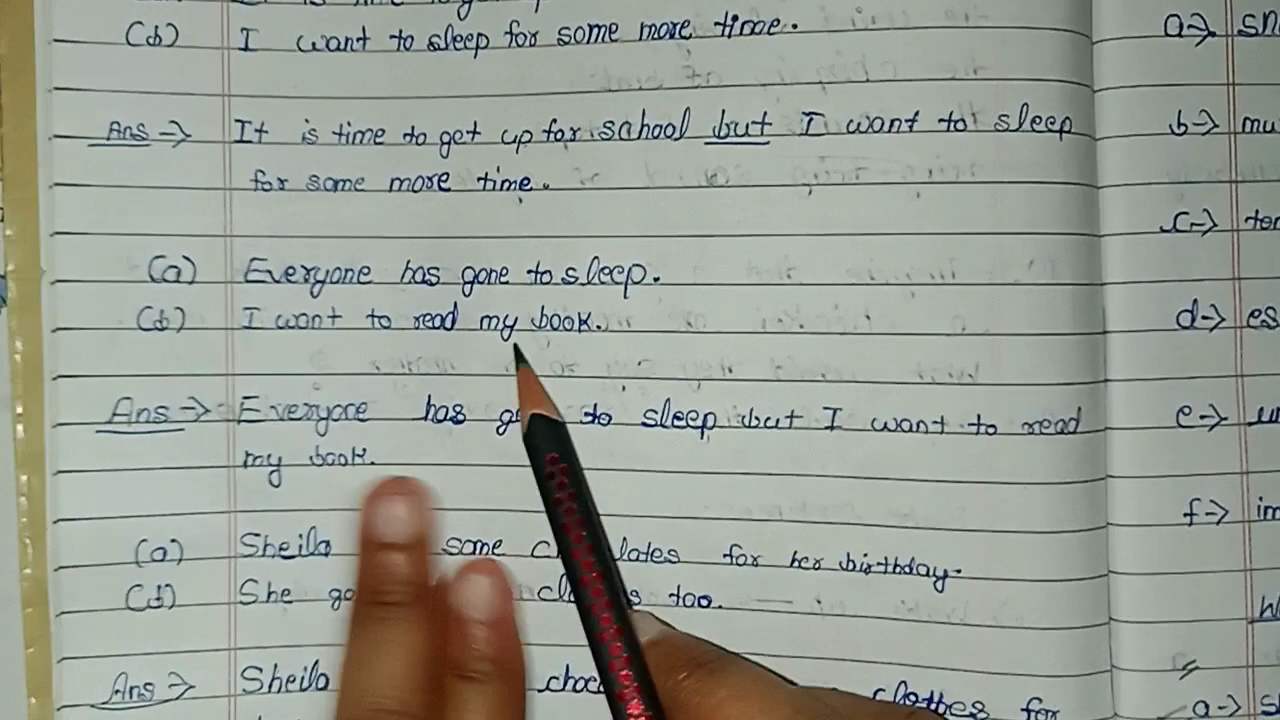 (b) I want to sleep for some more time.
Ans → It is time to get up for school but I want to sleep
for some more time.
(a) Everyone has gone to sleep.
(b) I want to read my book.
Ans → Everyone has to sleep but I want to read
my book.
(a) Sheila some for her birthday.
(b) She too.
Ans → Sheila clothes for
a →
b →
c →
d →
e →
f →
a →